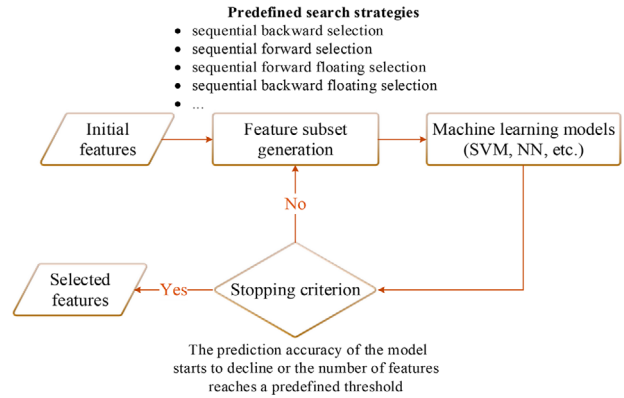 Predefined search strategies
• sequential backward selection
• sequential forward selection
• sequential forward floating selection
• sequential backward floating selection
• ...
Initial
features
Feature subset
generation
Machine learning models
(SVM, NN, etc.)
No
Selected
features
Yes
Stopping criterion
The prediction accuracy of the model
starts to decline or the number of features
reaches a predefined threshold